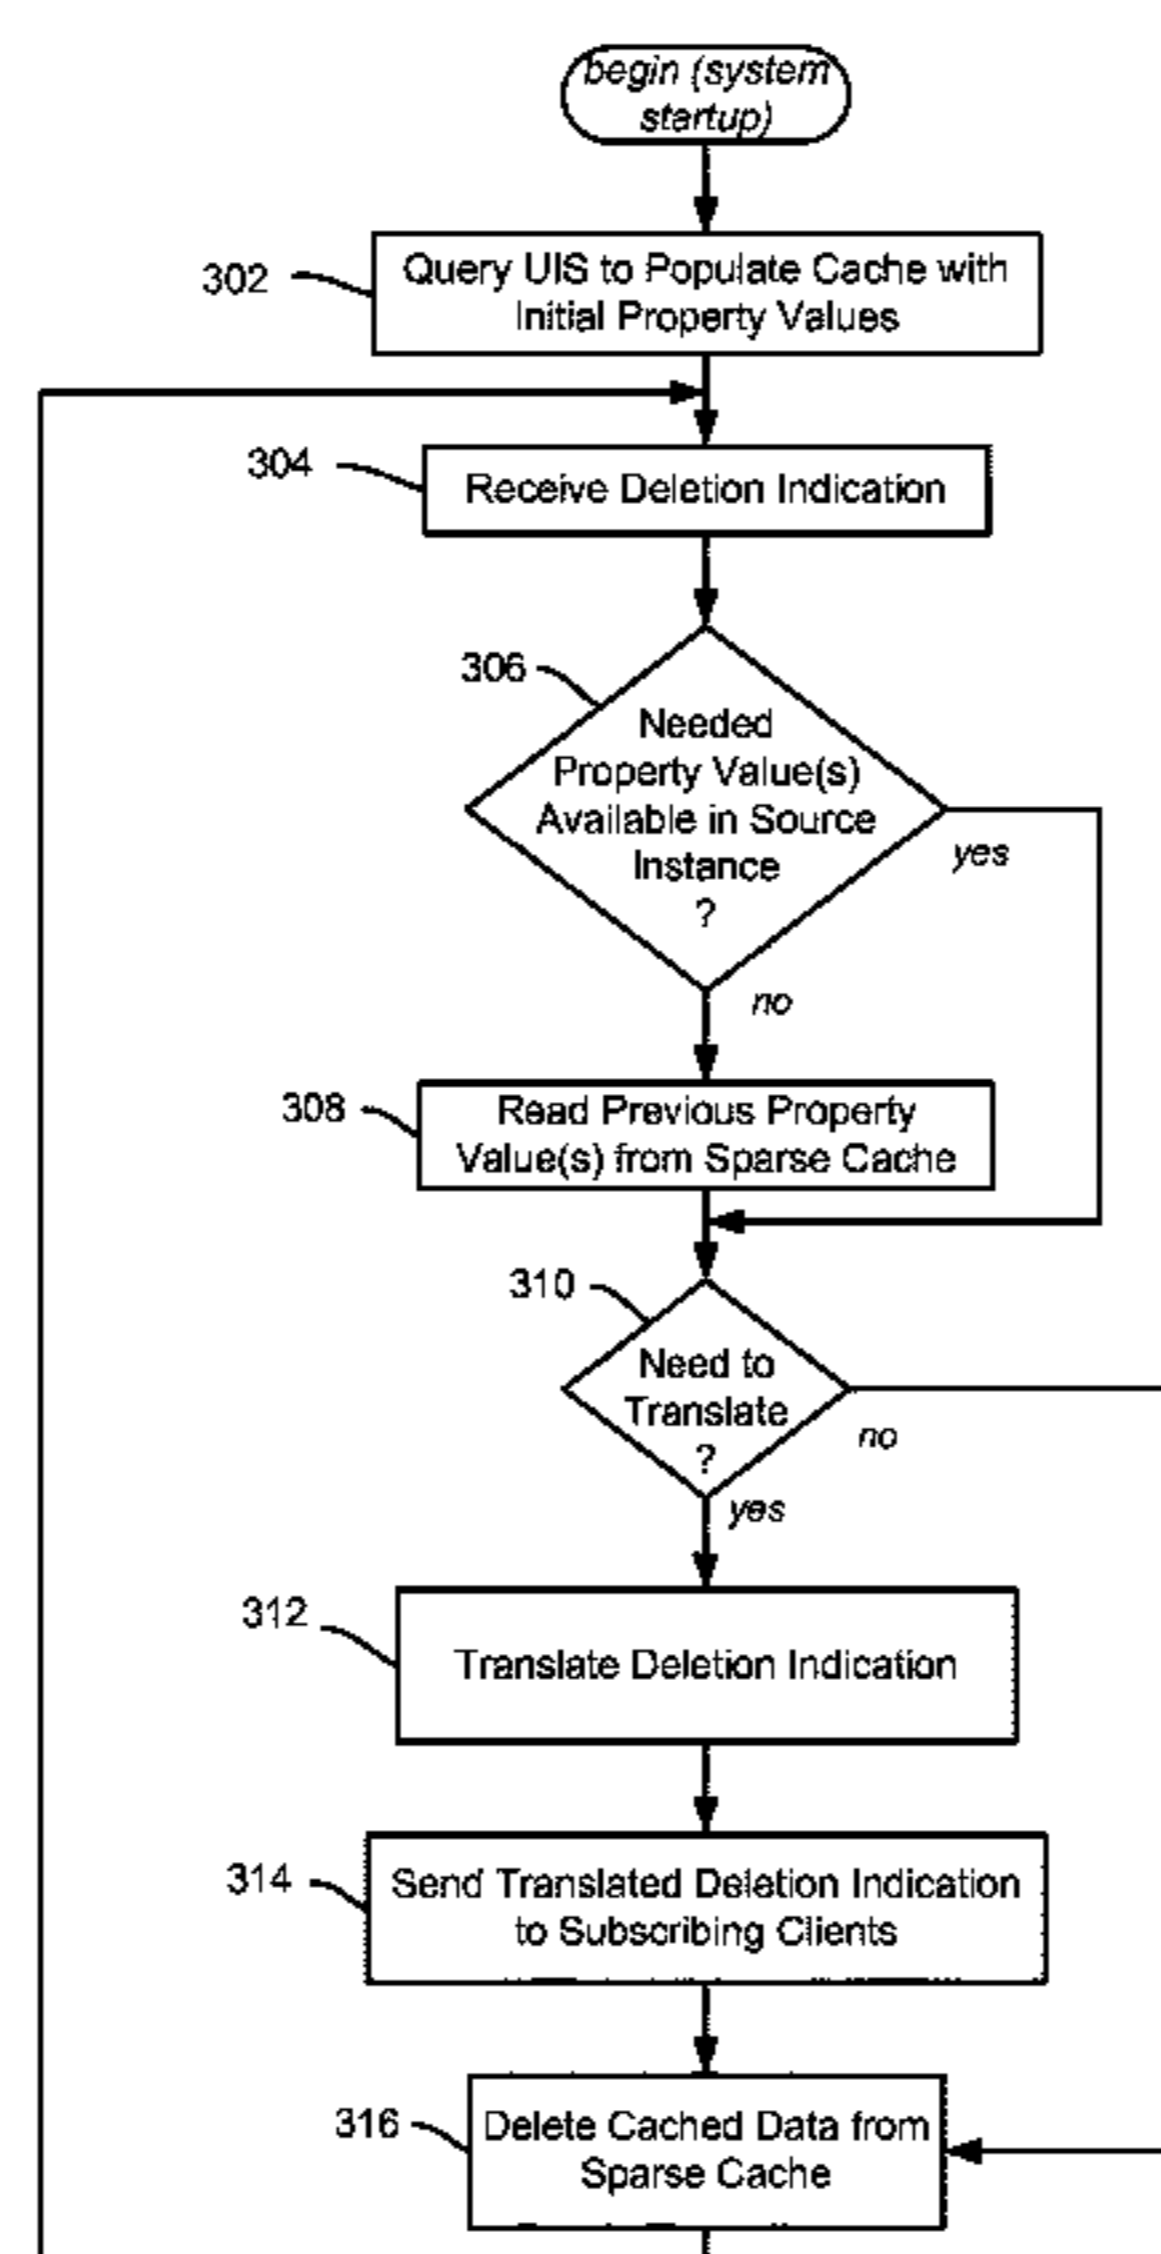 begin (system
startup)
302
Query UIS to Populate Cache with
Initial Property Values
304
Receive Deletion Indication
306
Needed
Property Value(s)
Available in Source
Instance
?
yes
no
308
Read Previous Property
Value(s) from Sparse Cache
310
Need to
Translate
?
no
yes
312
Translate Deletion Indication
314
Send Translated Deletion Indication
to Subscribing Clients
316
Delete Cached Data from
Sparse Cache